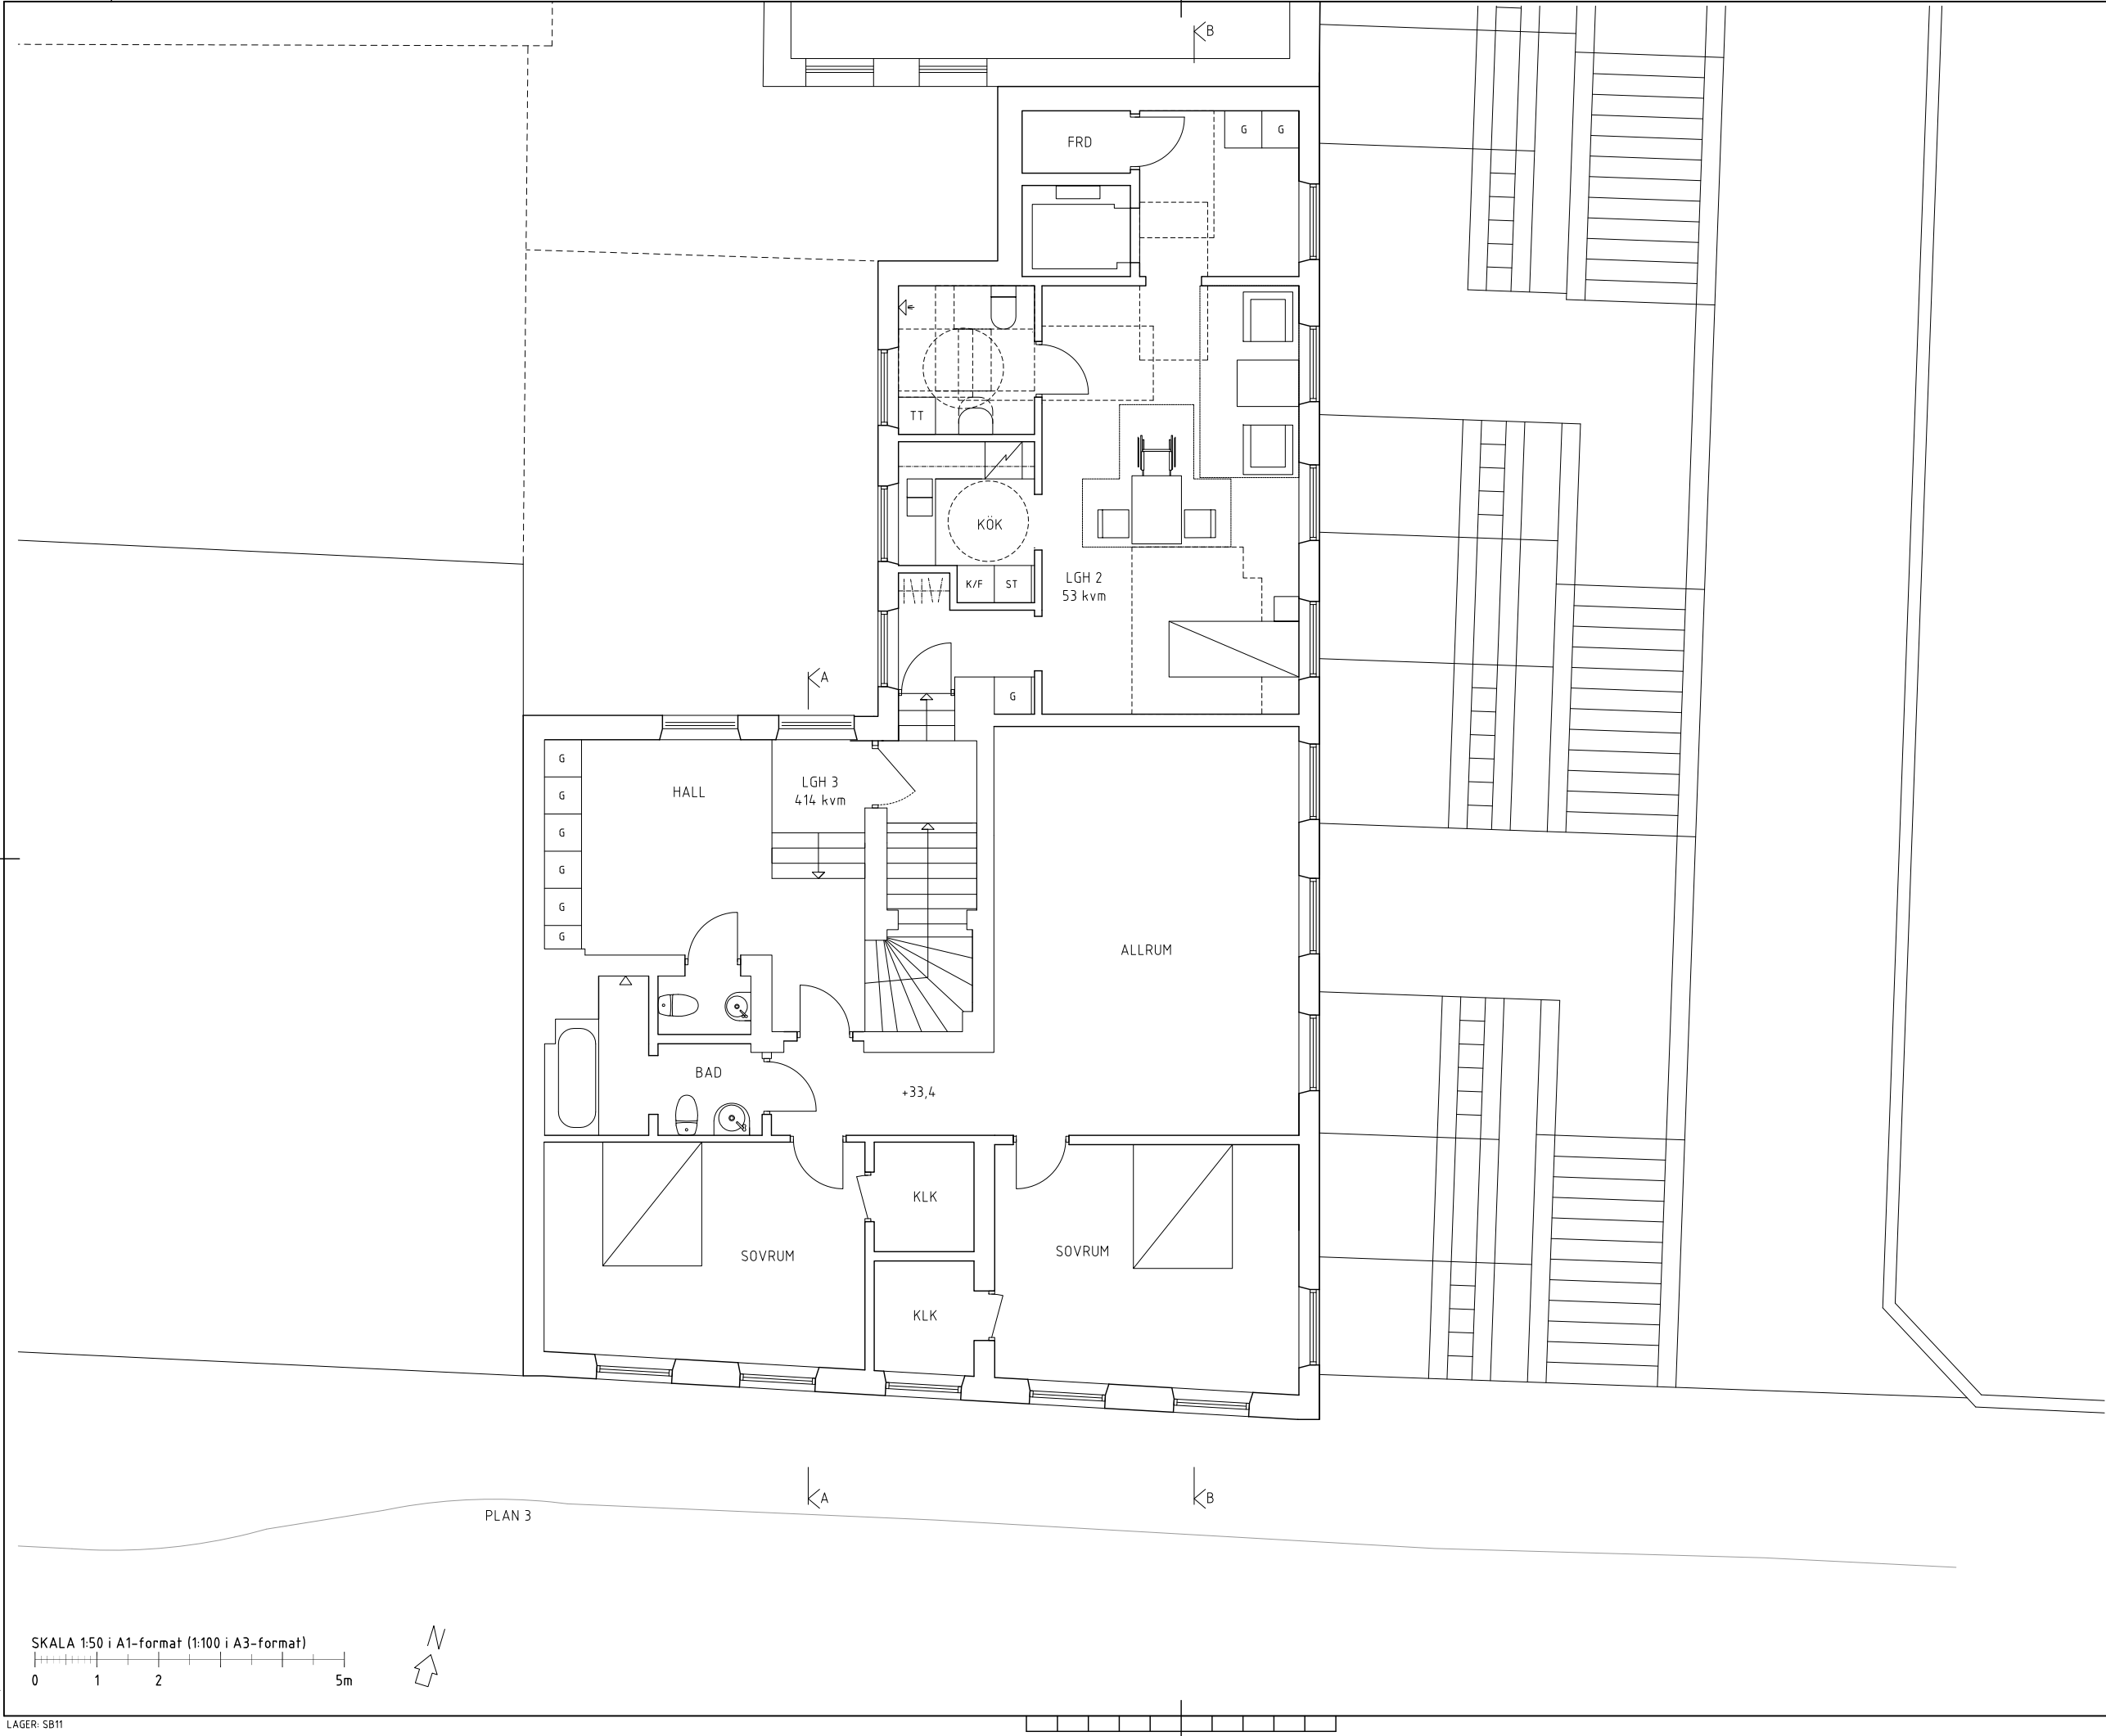 B
FRD
G G
TT
KÖK
K/F ST
LGH 2
53 kvm
G
A
G
G
G
G
G
G
HALL
LGH 3
414 kvm
ALLRUM
BAD
+33,4
KLK
SOVRUM
SOVRUM
KLK
A
B
PLAN 3
SKALA 1:50 i A1-format (1:100 i A3-format)
0 1 2 5m
N
LAGER: SB11